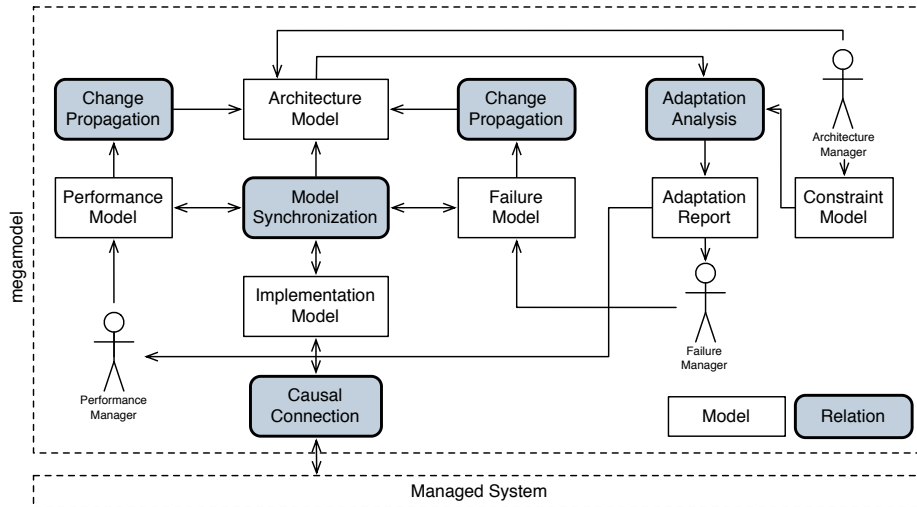 Change
Propagation
Architecture
Model
Change
Propagation
Adaptation
Analysis
Architecture
Manager
Performance
Model
Model
Synchronization
Failure
Model
Adaptation
Report
Constraint
Model
megamodel
Implementation
Model
Failure
Manager
Performance
Manager
Causal
Connection
Model
Relation
Managed System